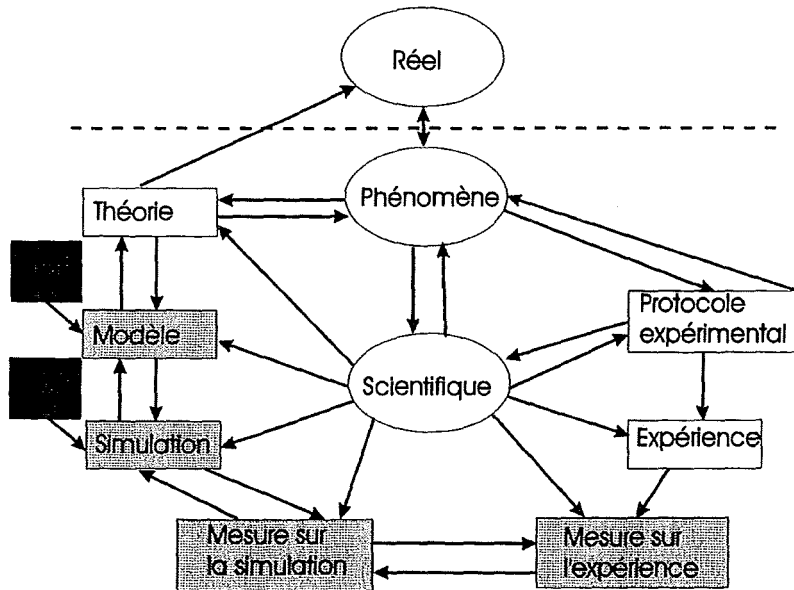 Réel
Phénomène
Théorie
Protocole
expérimental
Modèle
Scientifique
Simulation
Expérience
Mesure sur
la simulation
Mesure sur
l'expérience